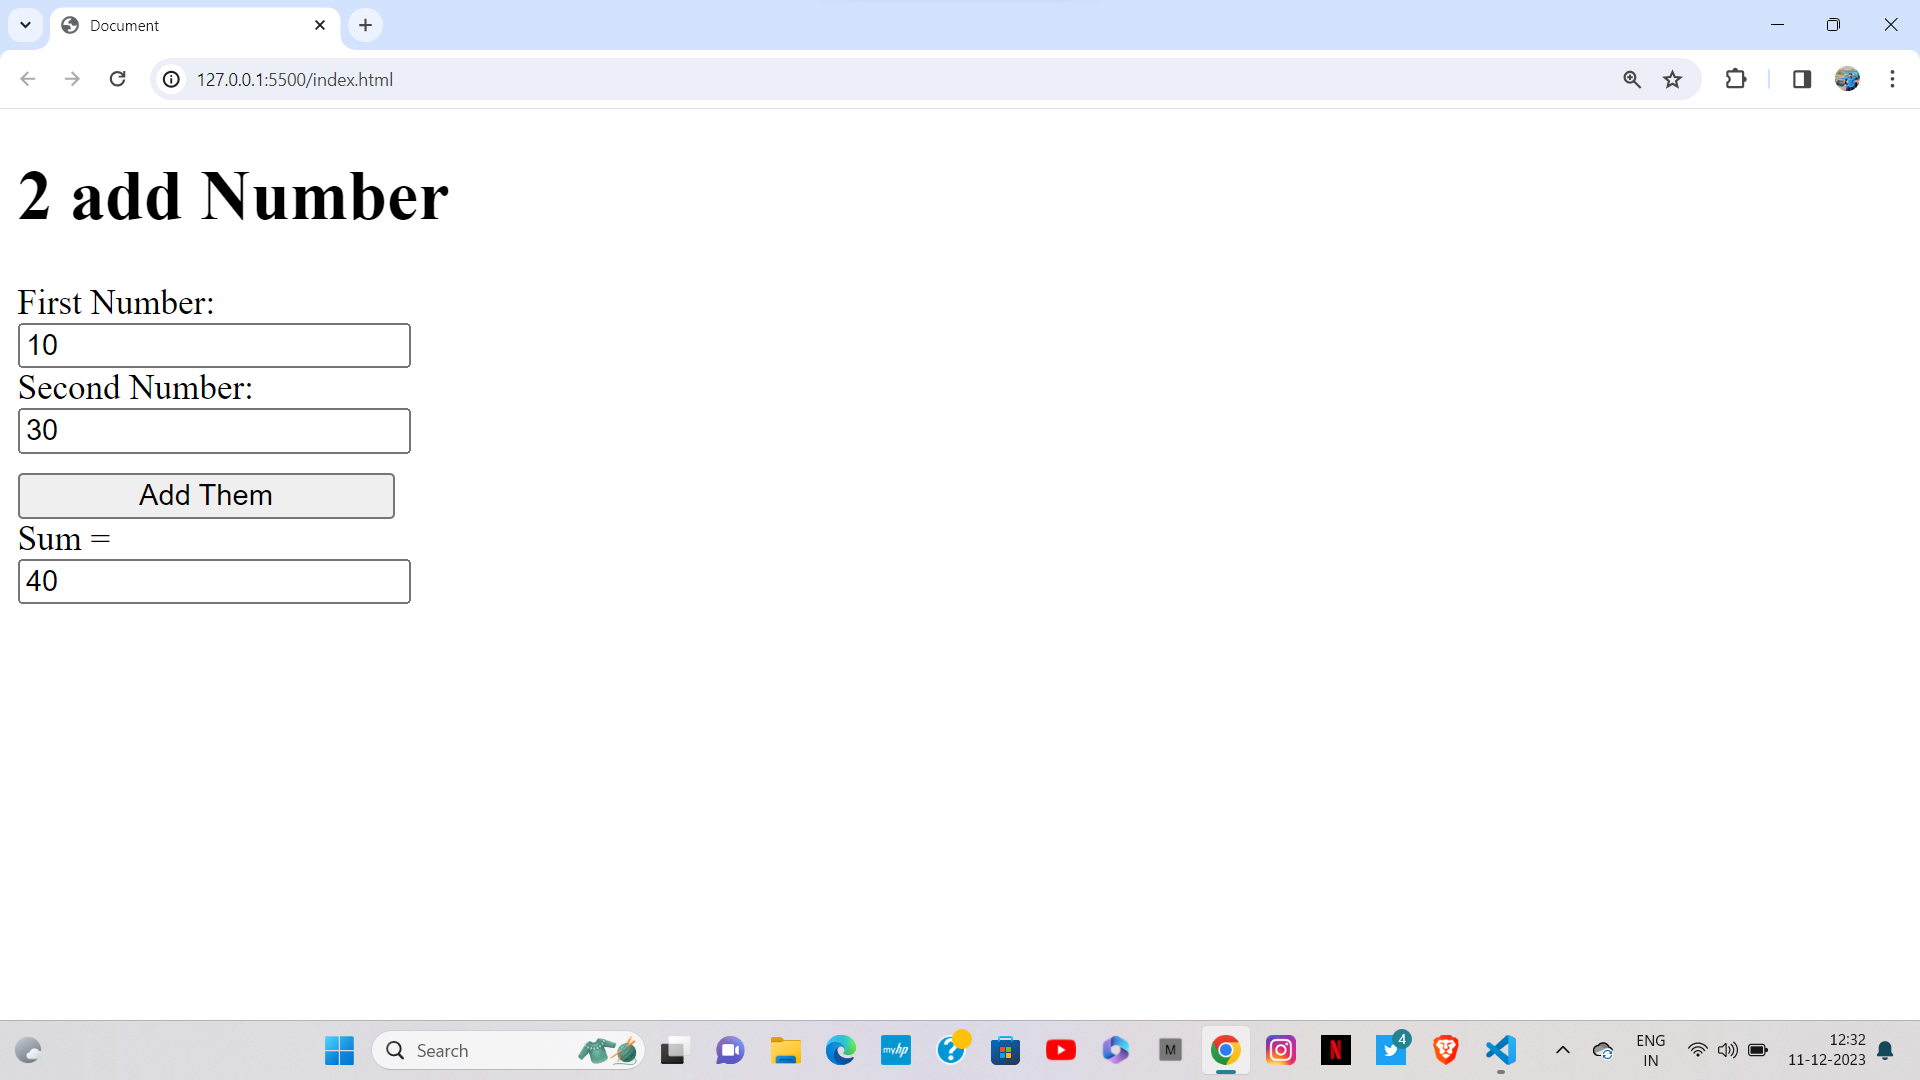 Document
127.0.0.1:5500/index.html
2 add Number
First Number:
10
Second Number:
30
Add Them
Sum =
40
Search
myhp
M
N
4
ENG
IN
12:32
11-12-2023